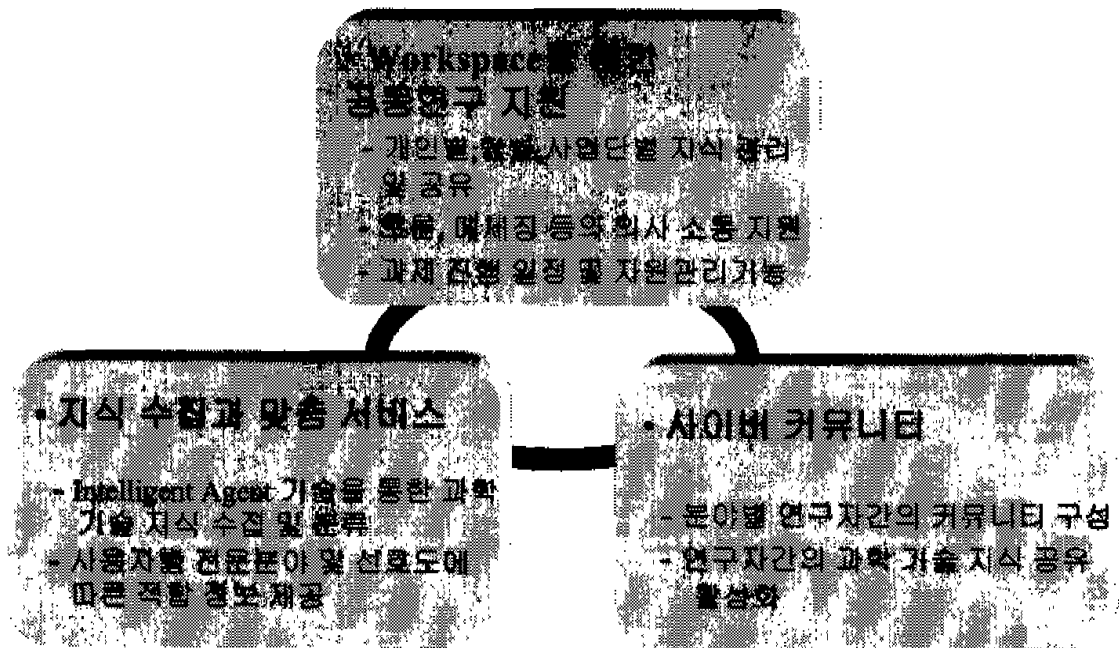 Workspace를 통한
공동연구 지원
- 개인별, 팀별, 사업단별 지식 관리
및 공유
- 포럼, 메세징 등의 의사 소통 지원
- 과제 진행 일정 및 자원관리기능
• 지식 수집과 맞춤 서비스
- Intelligent Agent 기술을 통한 과학
기술 지식 수집 및 분류
- 사용자별 전문분야 및 선호도에
따른 적합 정보 제공
• 사이버 커뮤니티
- 분야별 연구자간의 커뮤니티 구성
- 연구자간의 과학 기술 지식 공유
활성화